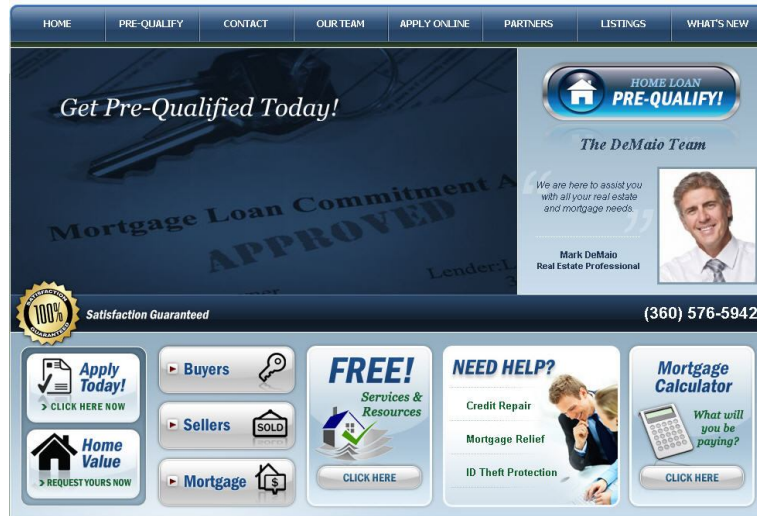 HOME PRE-QUALIFY CONTACT OUR TEAM APPLY ONLINE PARTNERS LISTINGS WHAT'S NEW
Get Pre-Qualified Today!
Mortgage Loan Commitment A
APPROVED
Lender:L
HOME LOAN
PRE-QUALIFY!
The DeMaio Team
We are here to assist you
with all your real estate
and mortgage needs.
Mark DeMaio
Real Estate Professional
SATISFACTION
100%
GUARANTEED
Satisfaction Guaranteed
(360) 576-5942
Apply
Today!
> CLICK HERE NOW
Home
Value
> REQUEST YOURS NOW
Buyers
Sellers
SOLD
Mortgage
$
FREE!
Services &
Resources
CLICK HERE
NEED HELP?
Credit Repair
Mortgage Relief
ID Theft Protection
Mortgage
Calculator
What will
you be
paying?
CLICK HERE